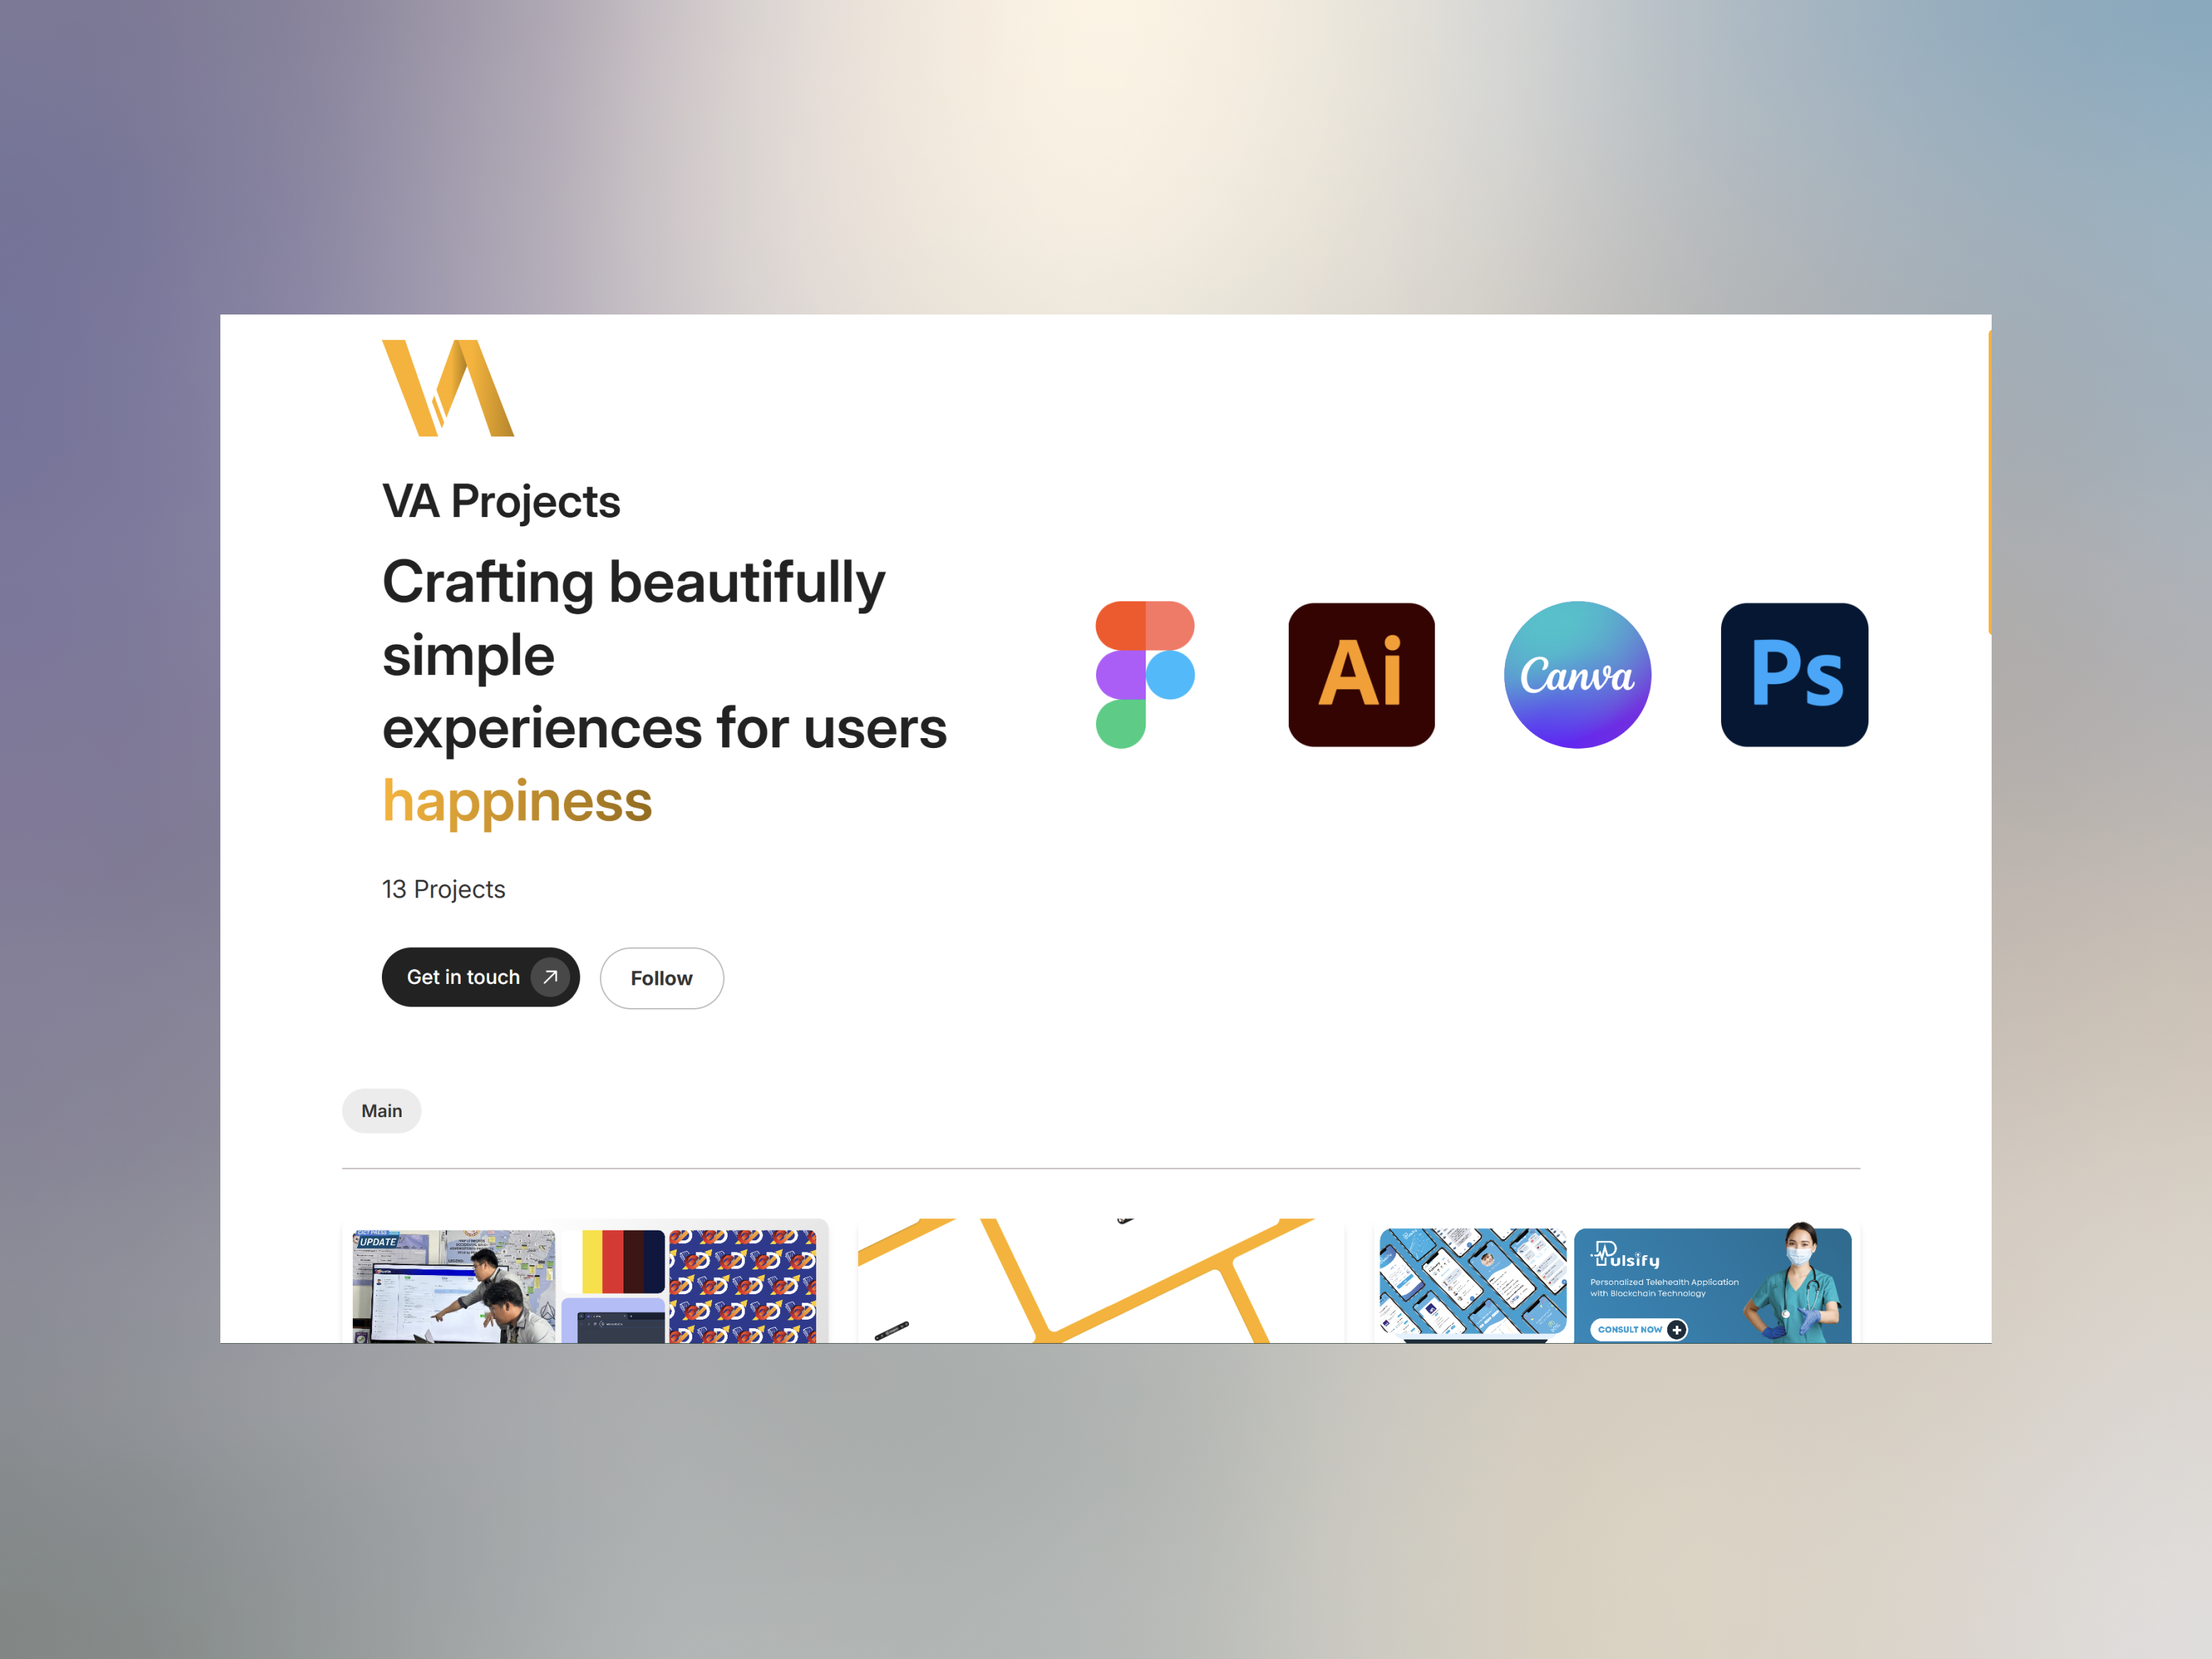 VA
VA Projects
Crafting beautifully
simple
experiences for users
happiness
Ai
Canva
Ps
13 Projects
Get in touch
Follow
Main
UPDATE
Pulsify
Personalized Telehealth Application
with Blockchain Technology
CONSULT NOW